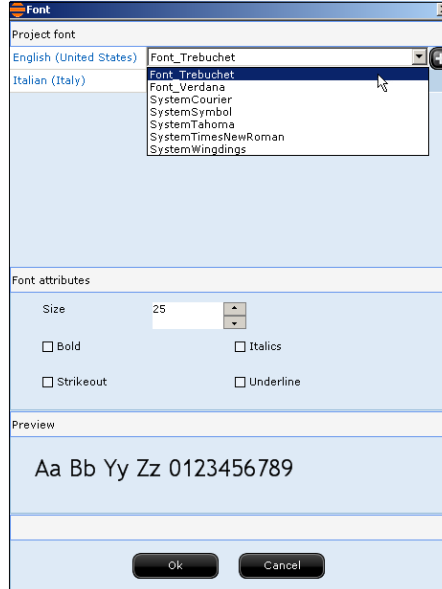 Font
Project font
English (United States) Font_Trebuchet
Italian (Italy) Font_Trebuchet
Font_Verdana
SystemCourier
SystemSymbol
SystemTahoma
SystemTimesNewRoman
SystemWingdings
Font attributes
Size 25
Bold Italics
Strikeout Underline
Preview
Aa Bb Yy Zz 0123456789
Ok Cancel